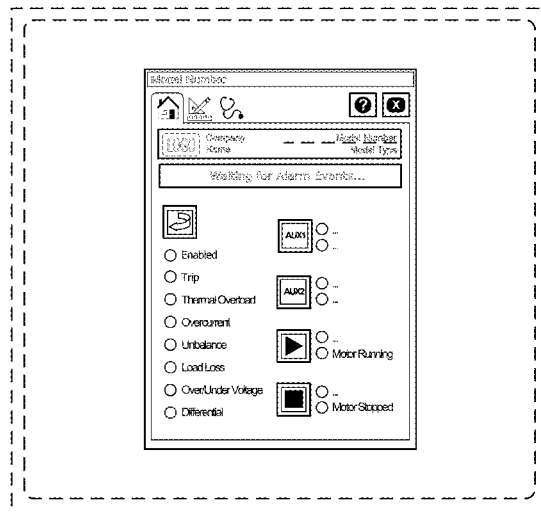 Model Number
?
X
LOGO
Company
Name
Model Number
Model Type
Waiting for Alarm Events...
Enabled
Trip
Thermal Overload
Overcurrent
Unbalance
Load Loss
Over/Under Voltage
Differential
AUX1
...
...
AUX2
...
...
...
Motor Running
...
Motor Stopped